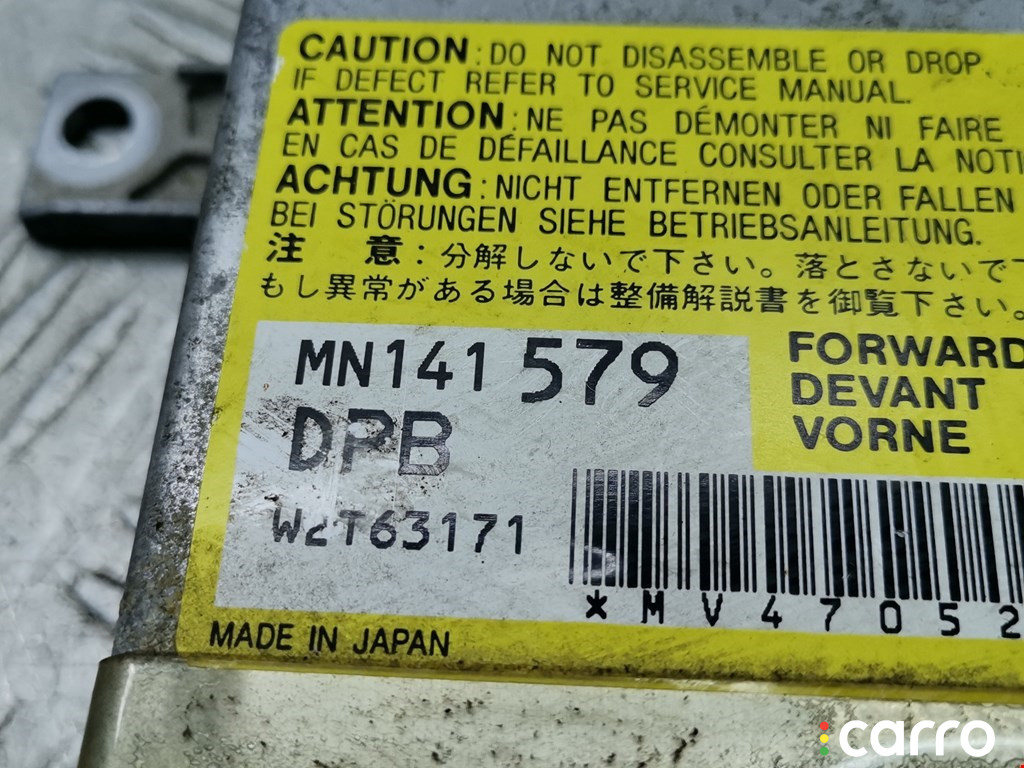 CAUTION : DO NOT DISASSEMBLE OR DROP.
IF DEFECT REFER TO SERVICE MANUAL.
ATTENTION : NE PAS DÉMONTER NI FAIRE
EN CAS DE DÉFAILLANCE CONSULTER LA NOTI
ACHTUNG : NICHT ENTFERNEN ODER FALLEN
BEI STÖRUNGEN SIEHE BETRIEBSANLEITUNG.
注 意 : 分解しないで下さい。落とさないで下
もし異常がある場合は整備解説書を御覧下さい。
MN141 579
DPB
W2T63171
FORWARD
DEVANT
VORNE
*MV47052
MADE IN JAPAN
carro